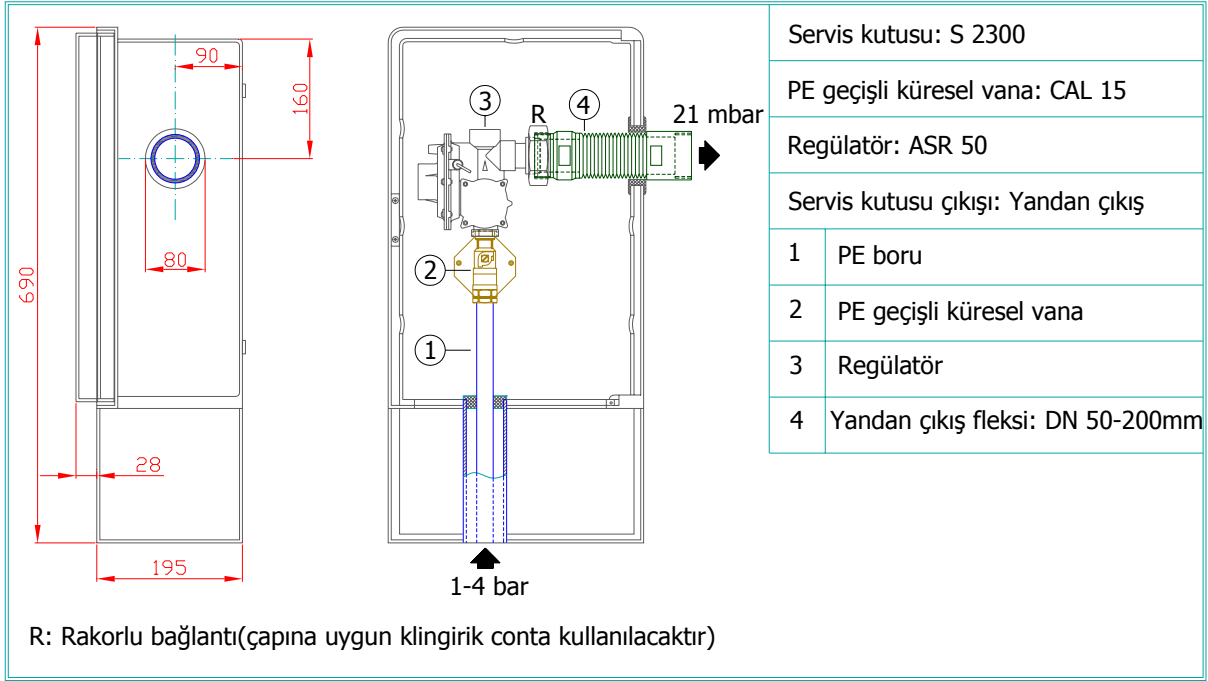 90
160
690
80
28
195
3
R
4
21 mbar
2
1
1-4 bar
Servis kutusu: S 2300
PE geçişli küresel vana: CAL 15
Regülatör: ASR 50
Servis kutusu çıkışı: Yandan çıkış
1 PE boru
2 PE geçişli küresel vana
3 Regülatör
4 Yandan çıkış fleksi: DN 50-200mm
R: Rakorlu bağlantı(çapına uygun klingirik conta kullanılacaktır)